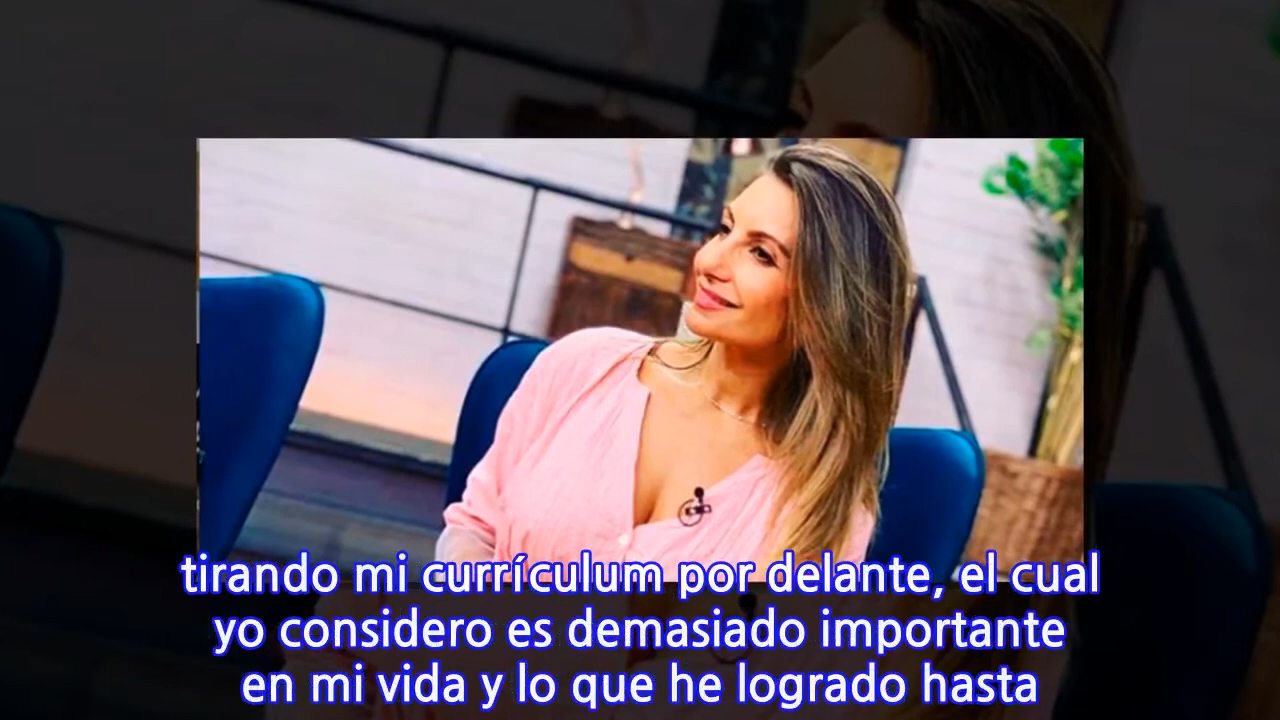 tirando mi currículum por delante, el cual
yo considero es demasiado importante
en mi vida y lo que he logrado hasta